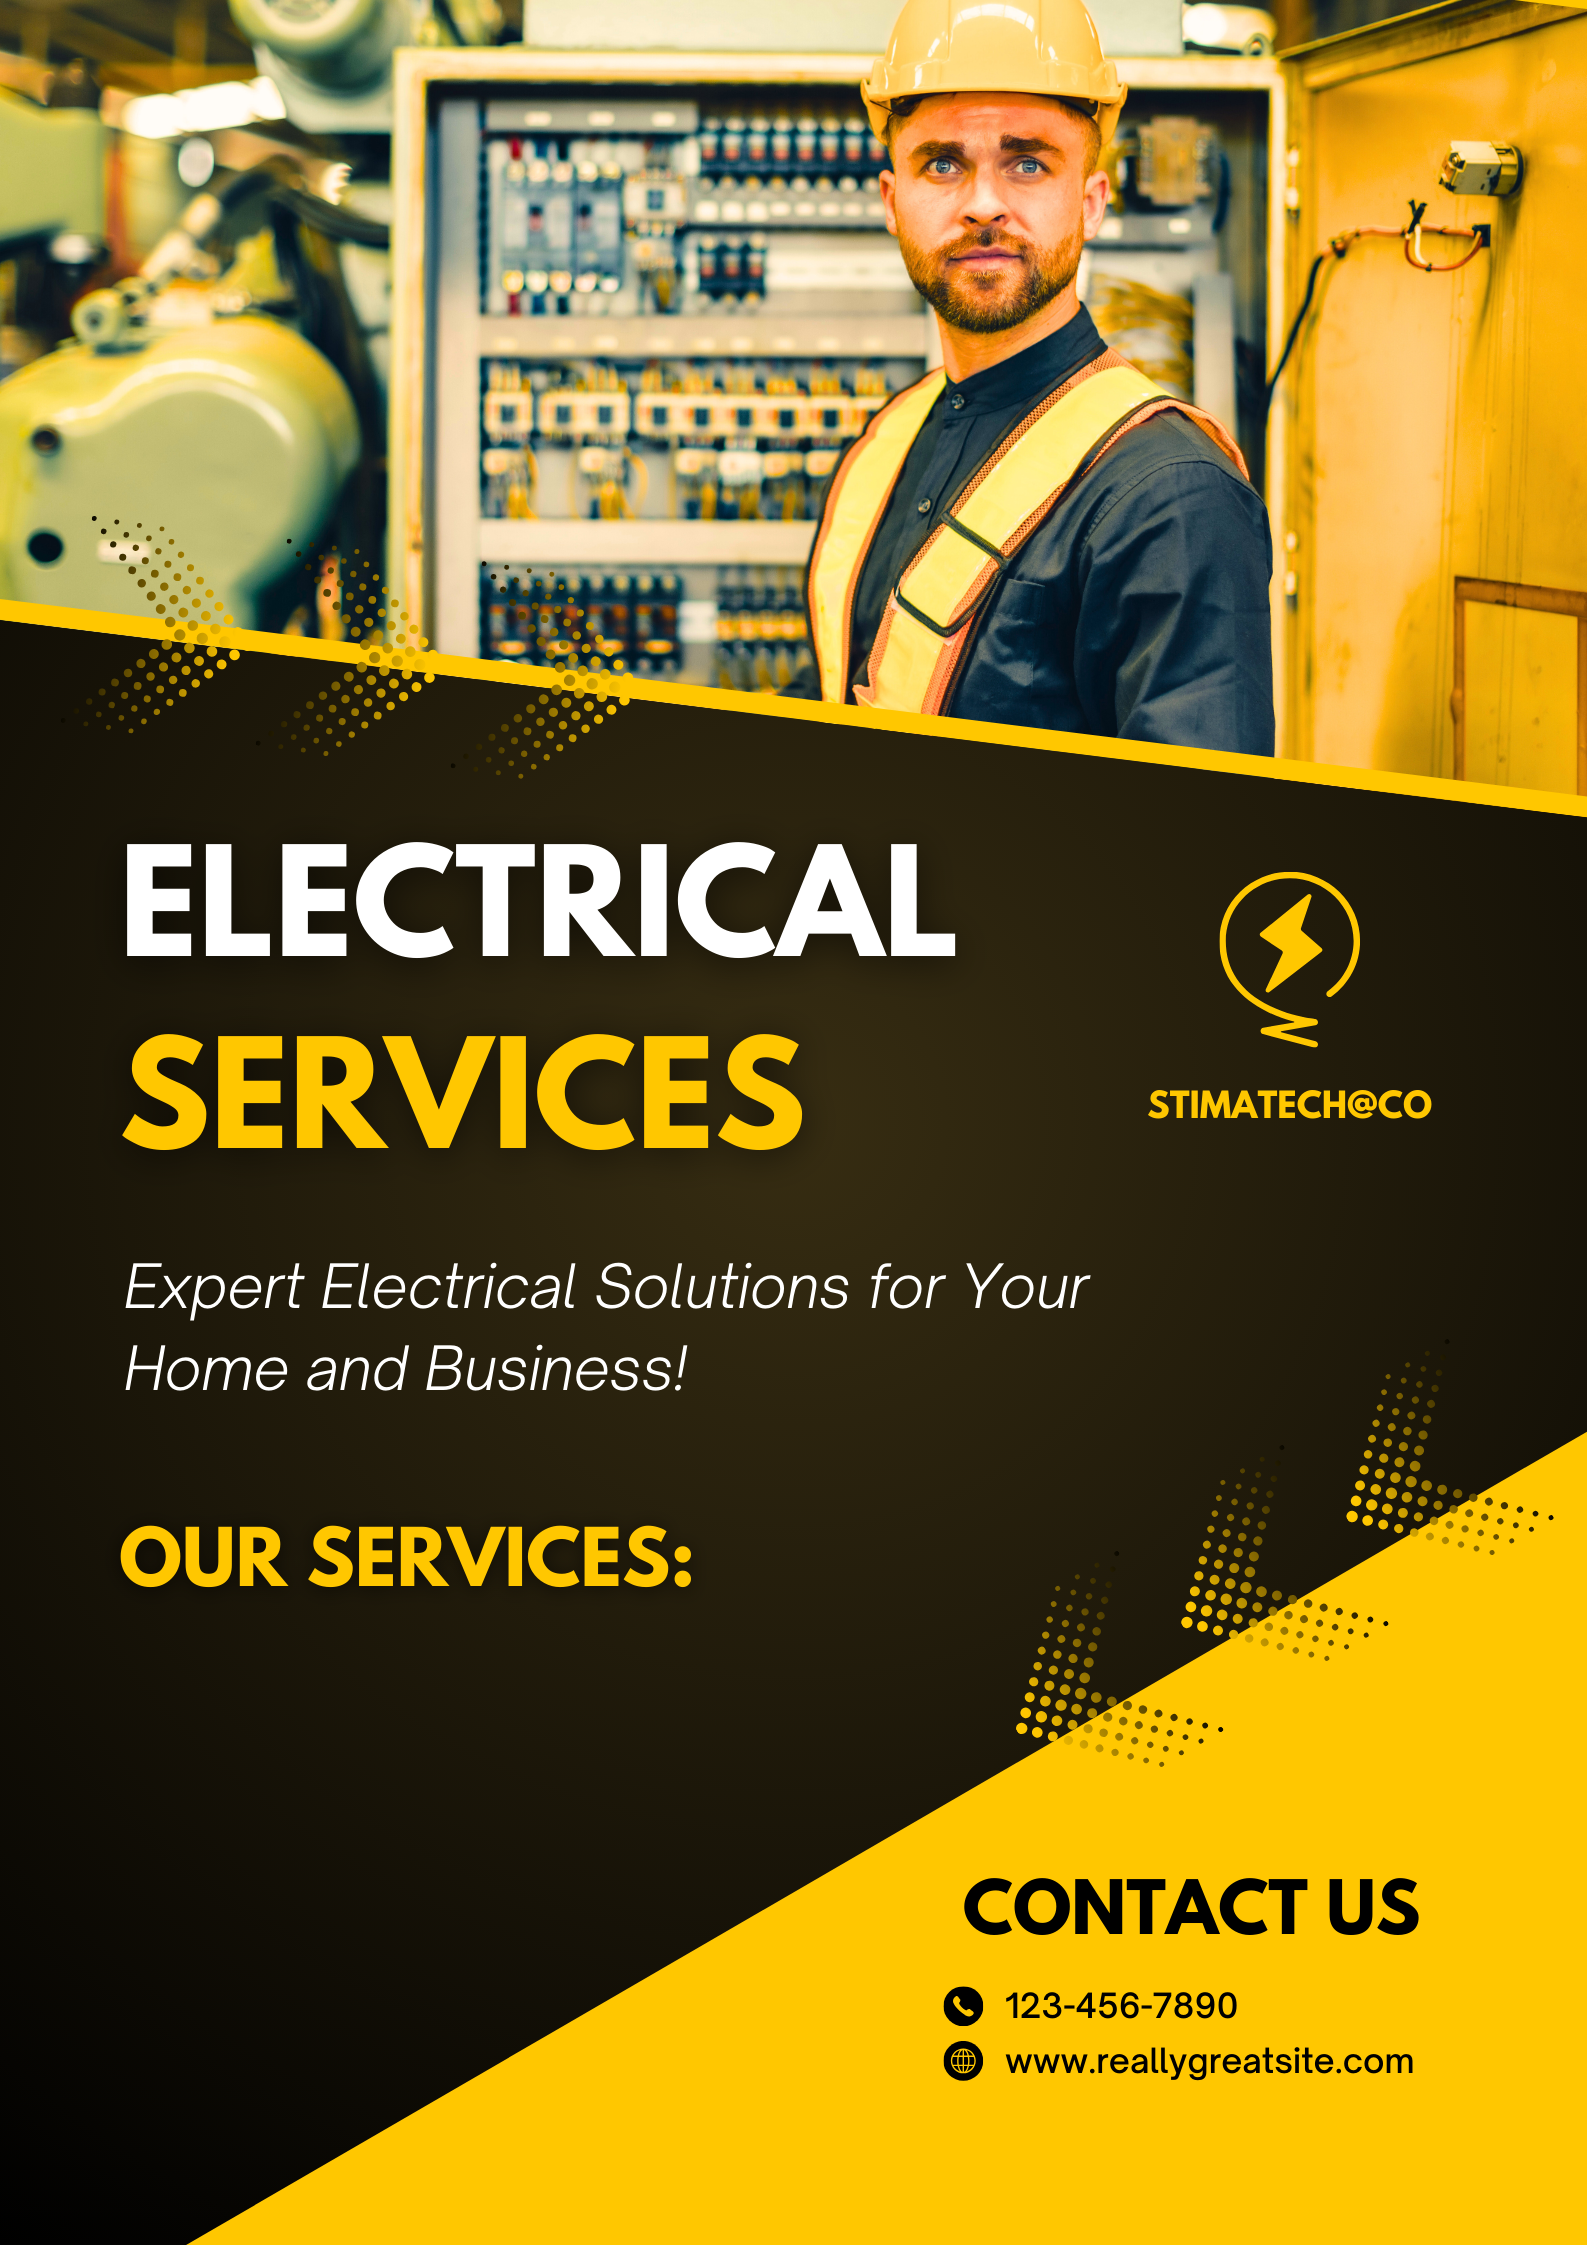 ELECTRICAL
SERVICES
STIMATECH@CO
Expert Electrical Solutions for Your
Home and Business!
OUR SERVICES:
CONTACT US
123-456-7890
www.reallygreatsite.com